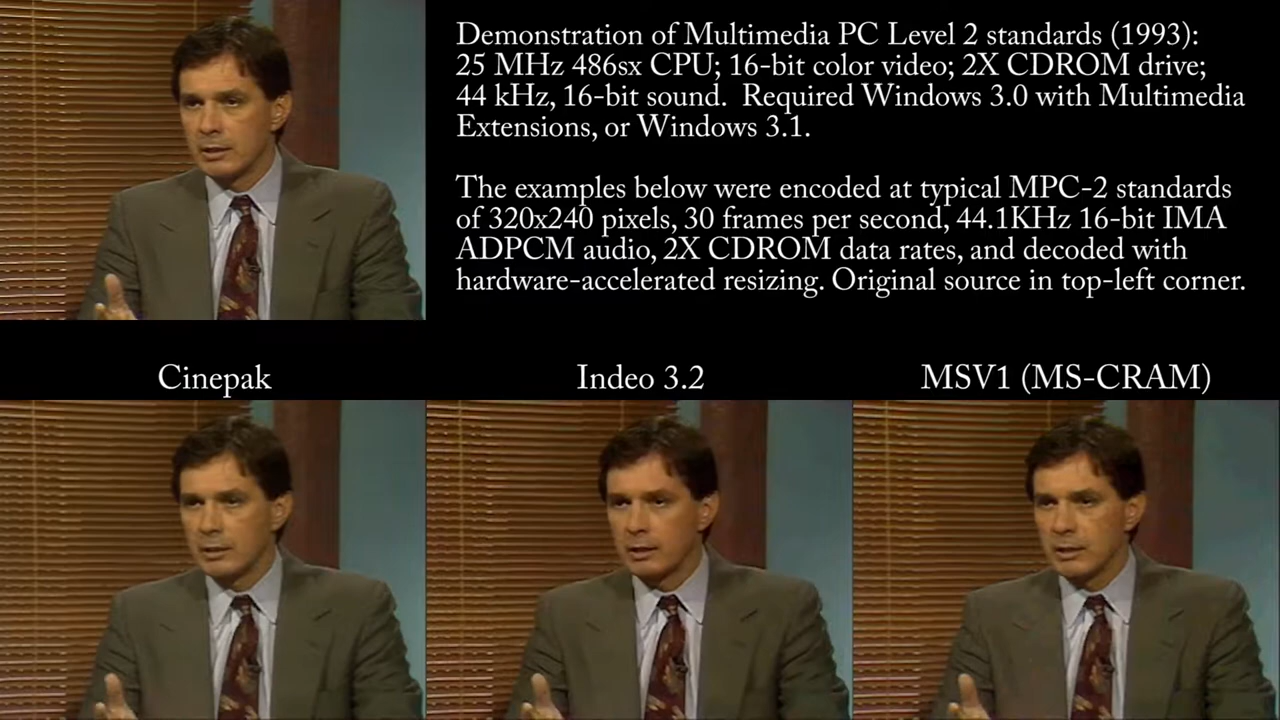 Demonstration of Multimedia PC Level 2 standards (1993):
25 MHz 486sx CPU; 16-bit color video; 2X CDROM drive;
44 kHz, 16-bit sound.  Required Windows 3.0 with Multimedia
Extensions, or Windows 3.1.
The examples below were encoded at typical MPC-2 standards
of 320x240 pixels, 30 frames per second, 44.1KHz 16-bit IMA
ADPCM audio, 2X CDROM data rates, and decoded with
hardware-accelerated resizing. Original source in top-left corner.
Cinepak
Indeo 3.2
MSV1 (MS-CRAM)